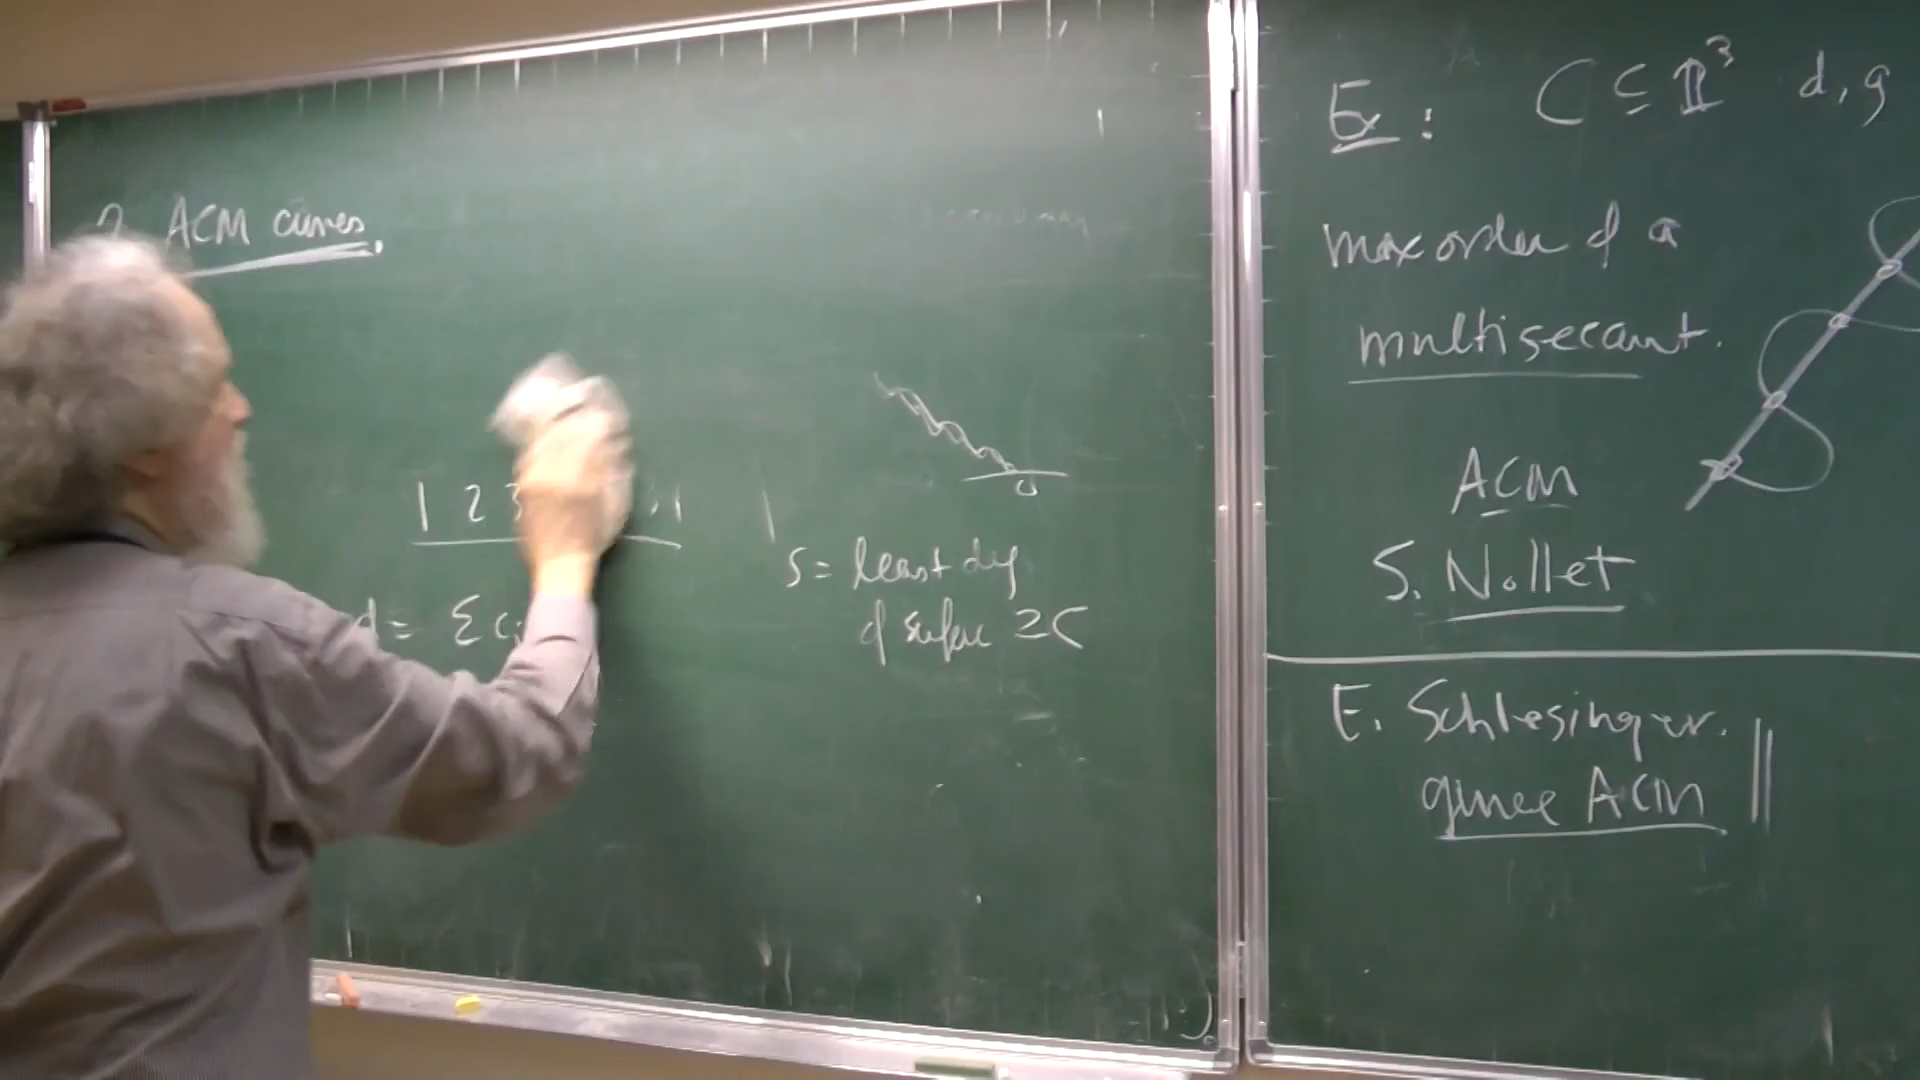 2. ACM curves
1 2 3
d = Σ c
s = least deg
of surface ⊇ C
Ex : C ⊆ ℙ³ d, g
max order of a
multisecant.
ACM
S. Nollet
E. Schlesinger.
gonal ACM